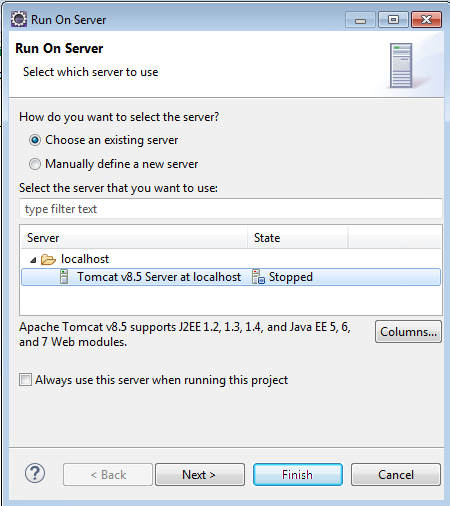 Run On Server
Run On Server
Select which server to use
How do you want to select the server?
Choose an existing server
Manually define a new server
Select the server that you want to use:
type filter text
Server State
localhost
Tomcat v8.5 Server at localhost Stopped
Apache Tomcat v8.5 supports J2EE 1.2, 1.3, 1.4, and Java EE 5, 6,
and 7 Web modules.
Columns...
Always use this server when running this project
? < Back Next > Finish Cancel